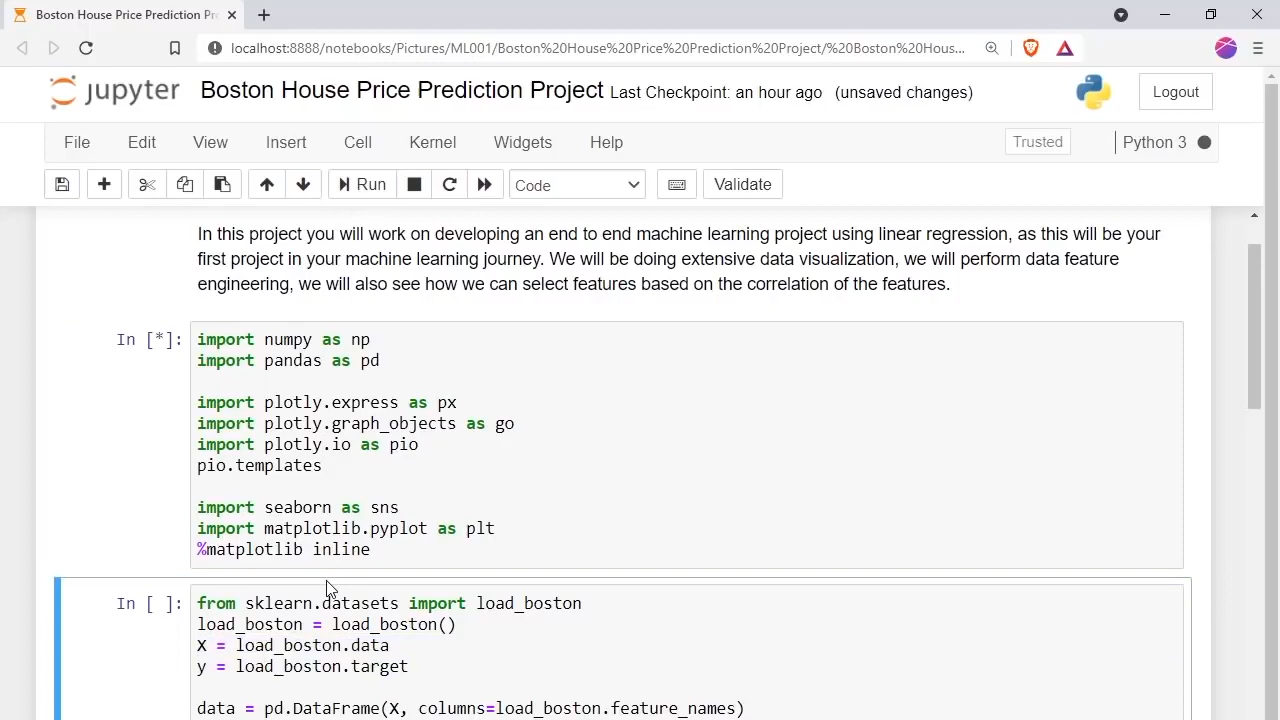 Boston House Price Prediction Pr
localhost:8888/notebooks/Pictures/ML001/Boston%20House%20Price%20Prediction%20Project/%20Boston%20Hous...
jupyter Boston House Price Prediction Project Last Checkpoint: an hour ago (unsaved changes)
Logout
File Edit View Insert Cell Kernel Widgets Help
Trusted Python 3
Run Code Validate
In this project you will work on developing an end to end machine learning project using linear regression, as this will be your
first project in your machine learning journey. We will be doing extensive data visualization, we will perform data feature
engineering, we will also see how we can select features based on the correlation of the features.
In [*]: import numpy as np
import pandas as pd
import plotly.express as px
import plotly.graph_objects as go
import plotly.io as pio
pio.templates
import seaborn as sns
import matplotlib.pyplot as plt
%matplotlib inline
In [ ]: from sklearn.datasets import load_boston
load_boston = load_boston()
X = load_boston.data
y = load_boston.target
data = pd.DataFrame(X, columns=load_boston.feature_names)